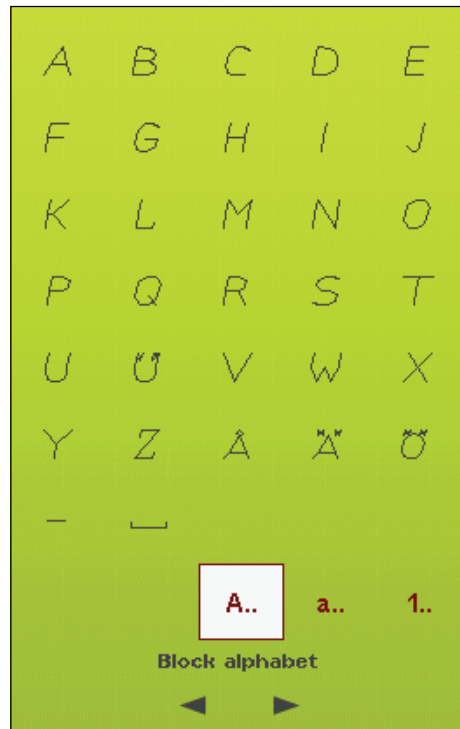 A B C D E
F G H I J
K L M N O
P Q R S T
U Ü V W X
Y Z Å Ä Ö
– ⎵
A.. a.. 1..
Block alphabet
◀ ▶